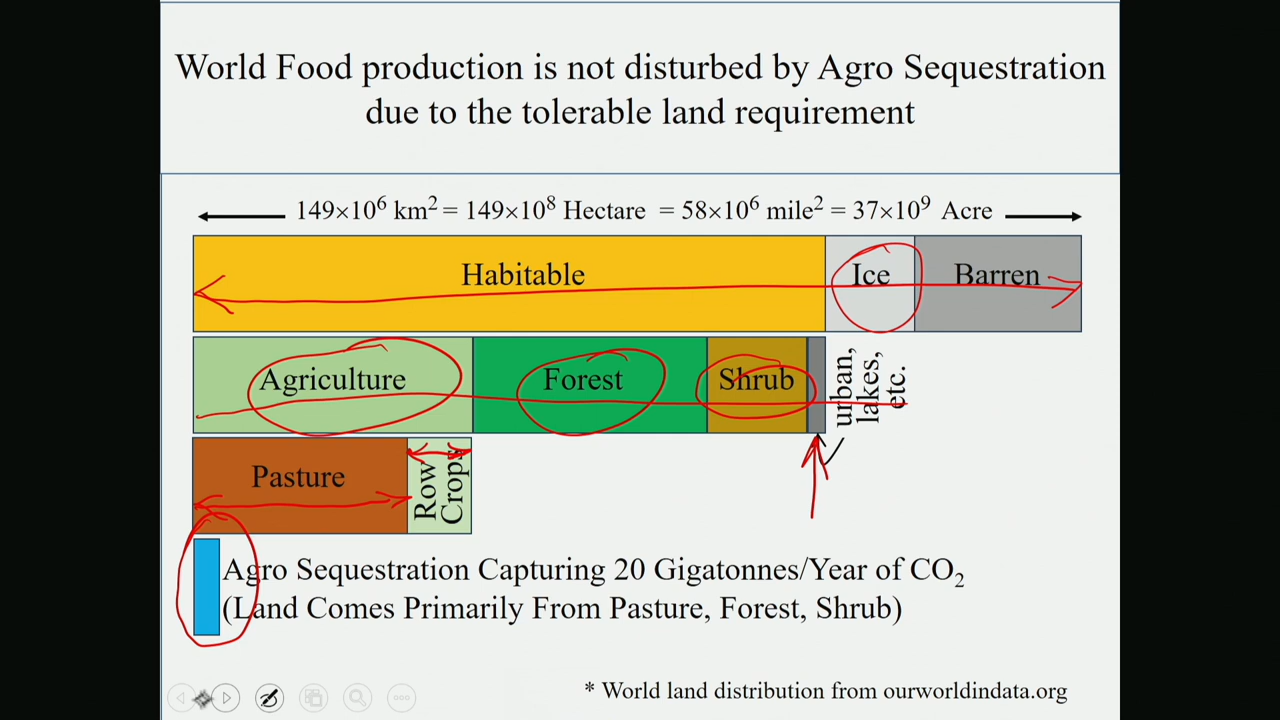 World Food production is not disturbed by Agro Sequestration
due to the tolerable land requirement
149×10⁶ km² = 149×10⁸ Hectare = 58×10⁶ mile² = 37×10⁹ Acre
Habitable Ice Barren
Agriculture Forest Shrub urban,
lakes,
etc.
Pasture Row
Crops
Agro Sequestration Capturing 20 Gigatonnes/Year of CO₂
(Land Comes Primarily From Pasture, Forest, Shrub)
* World land distribution from ourworldindata.org